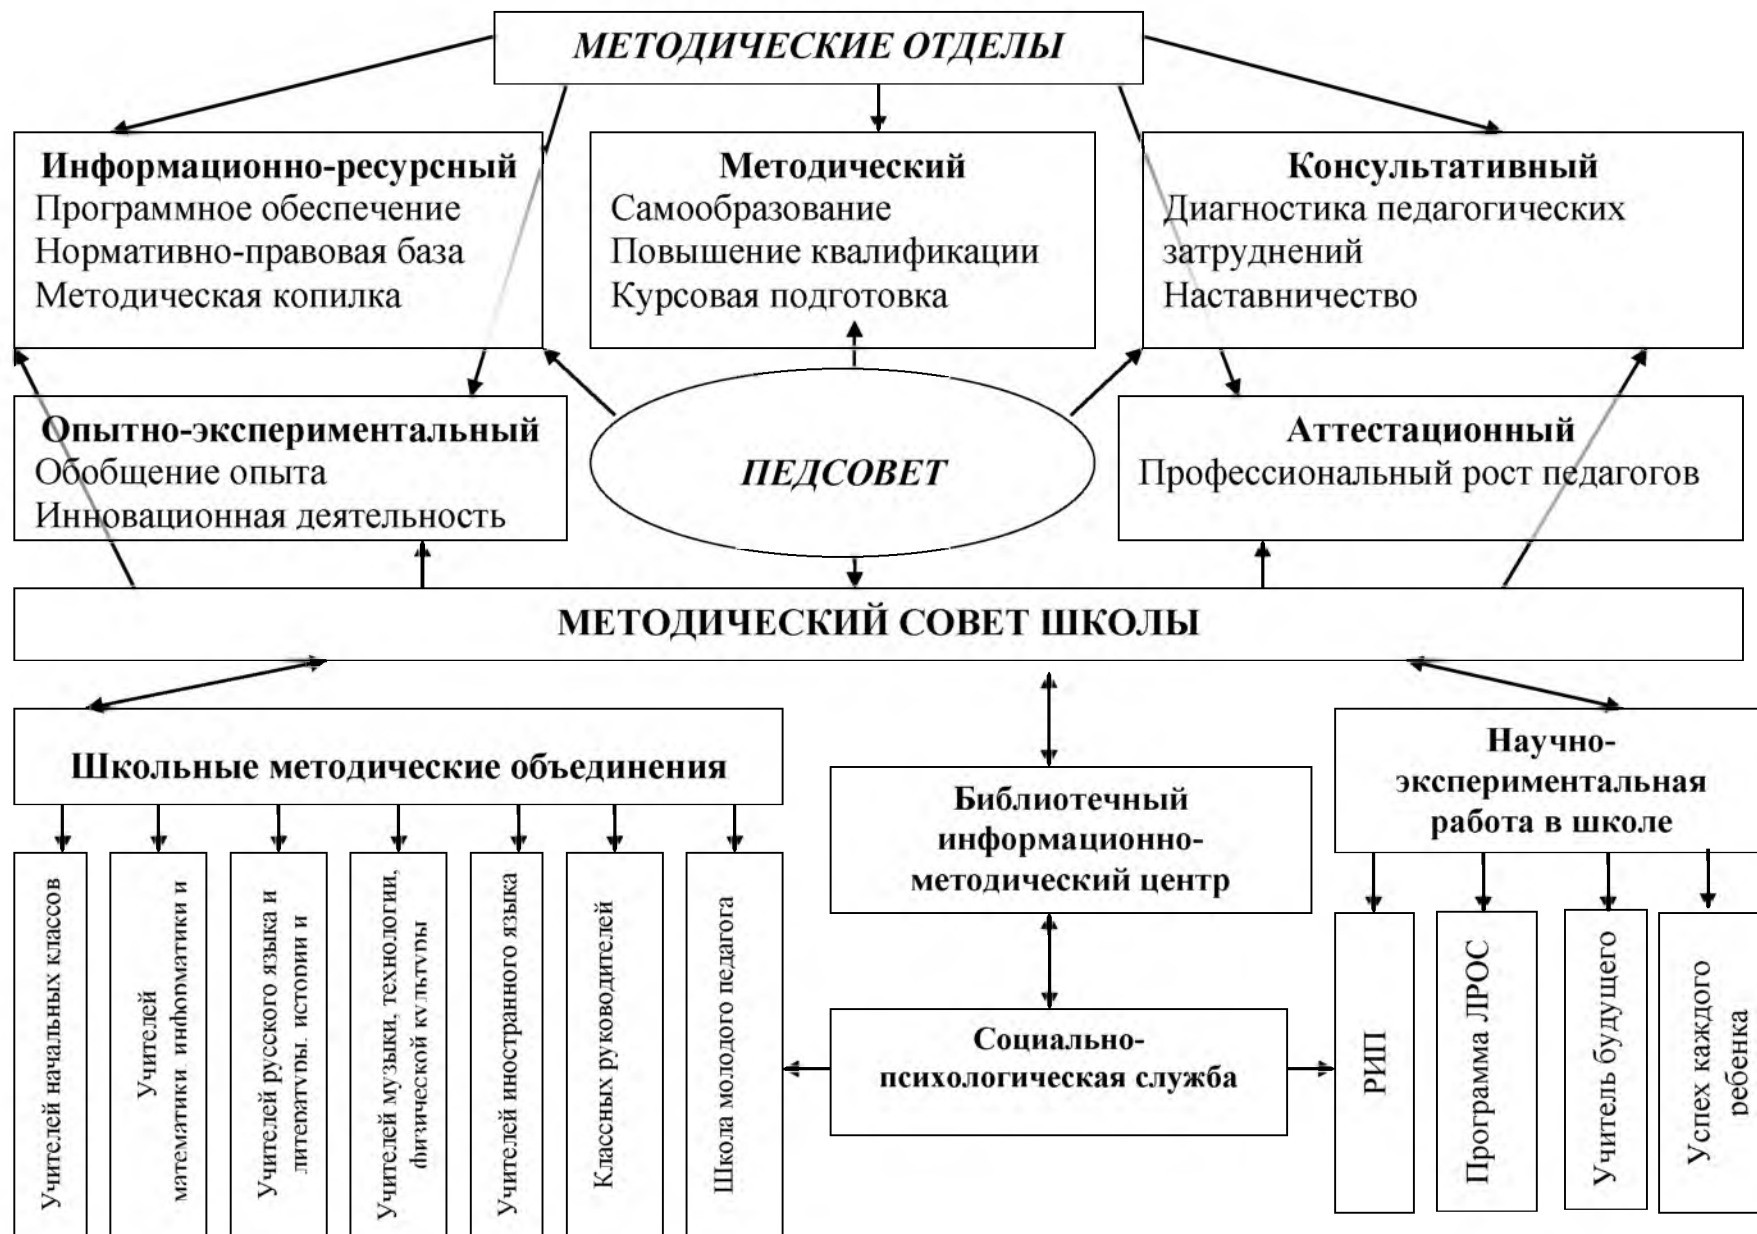 МЕТОДИЧЕСКИЕ ОТДЕЛЫ
Информационно-ресурсный
Программное обеспечение
Нормативно-правовая база
Методическая копилка
Методический
Самообразование
Повышение квалификации
Курсовая подготовка
Консультативный
Диагностика педагогических
затруднений
Наставничество
Опытно-экспериментальный
Обобщение опыта
Инновационная деятельность
ПЕДСОВЕТ
Аттестационный
Профессиональный рост педагогов
МЕТОДИЧЕСКИЙ СОВЕТ ШКОЛЫ
Школьные методические объединения
Учителей начальных классов
Учителей
математики, информатики и
Учителей русского языка и
литературы, истории и
Учителей музыки, технологии,
физической культуры
Учителей иностранного языка
Классных руководителей
Школа молодого педагога
Библиотечный
информационно-
методический центр
Социально-
психологическая служба
Научно-
экспериментальная
работа в школе
РИП
Программа ЛРОС
Учитель будущего
Успех каждого
ребенка